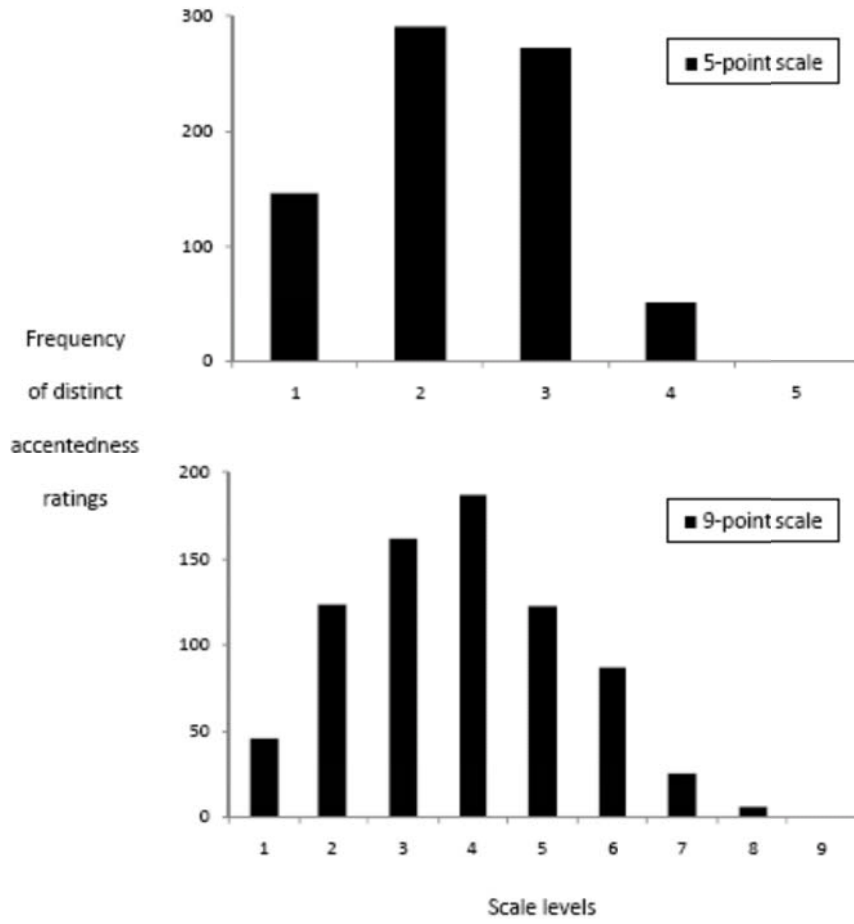 300
200
100
0
1 2 3 4 5
■ 5-point scale
Frequency
of distinct
accentedness
ratings
200
150
100
50
0
1 2 3 4 5 6 7 8 9
■ 9-point scale
Scale levels